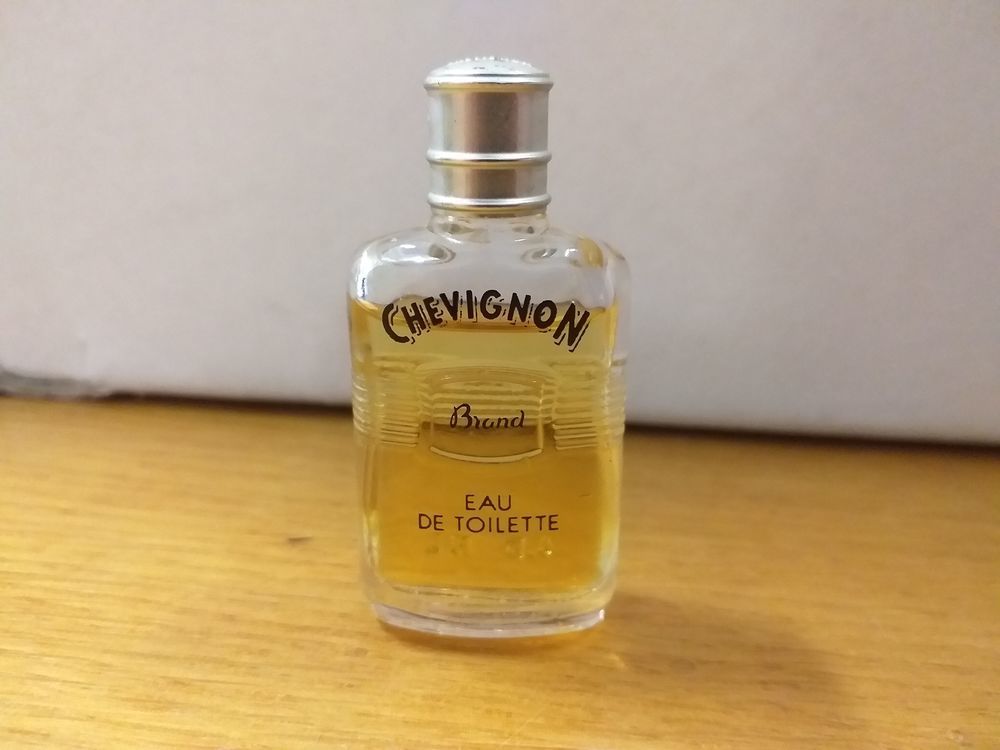 CHEVIGNON
Brand
EAU
DE TOILETTE